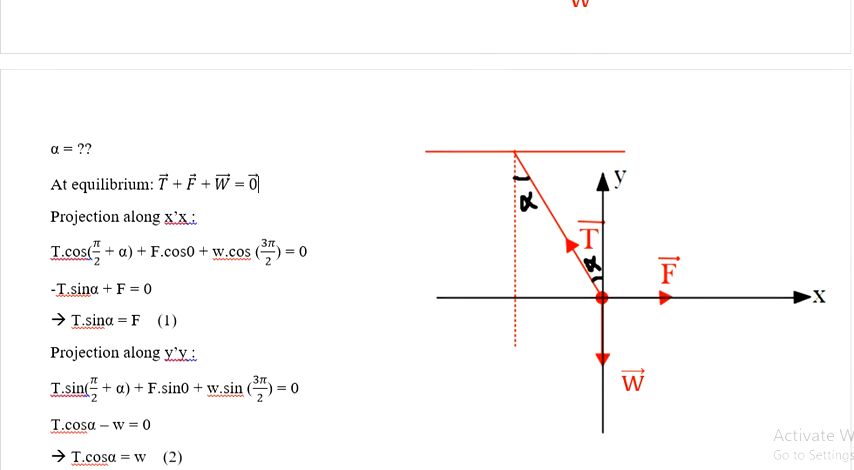 W
α = ??
At equilibrium: T⃗ + F⃗ + W⃗ = 0⃗
Projection along x'x :
T.cos(π/2 + α) + F.cos0 + w.cos (3π/2) = 0
-T.sinα + F = 0
→ T.sinα = F (1)
Projection along y'y :
T.sin(π/2 + α) + F.sin0 + w.sin (3π/2) = 0
T.cosα – w = 0
→ T.cosα = w (2)
y
α
T
α
F⃗
x
W⃗
Activate W
Go to Settings